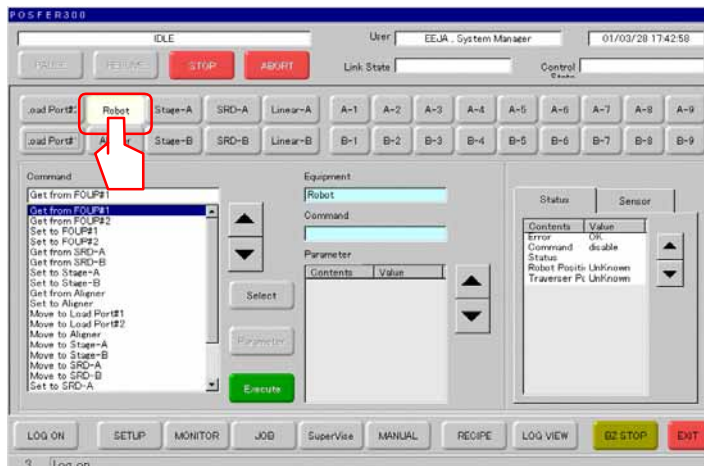 POSFER300
IDLE
User EEJA , System Manager 01/03/28 17:42:58
PAUSE RESUME STOP ABORT Link State Control
Robot Stage-A SRD-A Linear-A A-1 A-2 A-3 A-4 A-5 A-6 A-7 A-8 A-9
Stage-B SRD-B Linear-B B-1 B-2 B-3 B-4 B-5 B-6 B-7 B-8 B-9
Command
Get from FOUP#1
Get from FOUP#1
Get from FOUP#2
Set to FOUP#1
Set to FOUP#2
Get from SRD-A
Get from SRD-B
Set to Stage-A
Set to Stage-B
Get from Aligner
Set to Aligner
Move to Load Port#1
Move to Load Port#2
Move to Aligner
Move to Stage-A
Move to Stage-B
Move to SRD-A
Move to SRD-B
Set to SRD-A
Select
Parameter
Execute
Equipment
Robot
Command
Parameter
Contents Value
Status Sensor
Contents Value
Error OK
Command disable
Status
Robot Positi UnKnown
Traverser Pc UnKnown
LOG ON SETUP MONITOR JOB SuperVise MANUAL RECIPE LOG VIEW BZ STOP EXIT
3 Log on